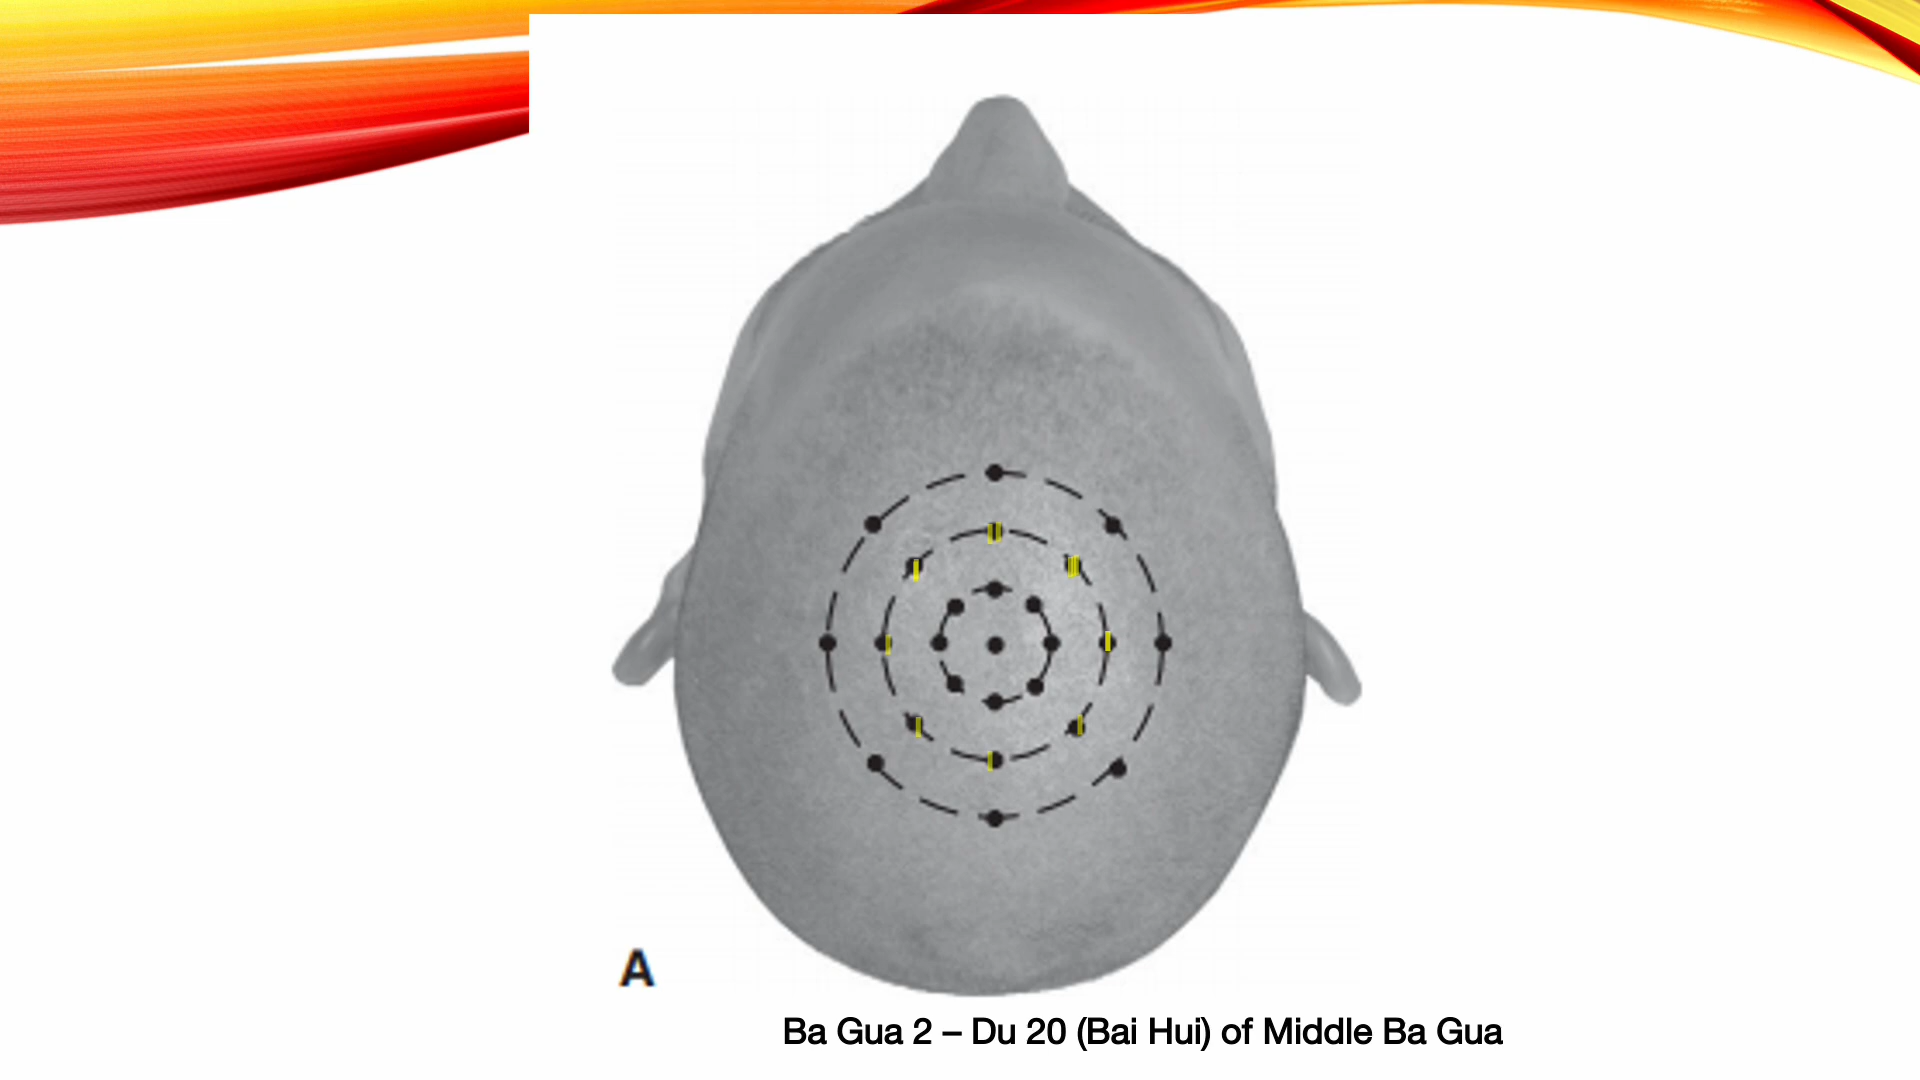 A
Ba Gua 2 – Du 20 (Bai Hui) of Middle Ba Gua